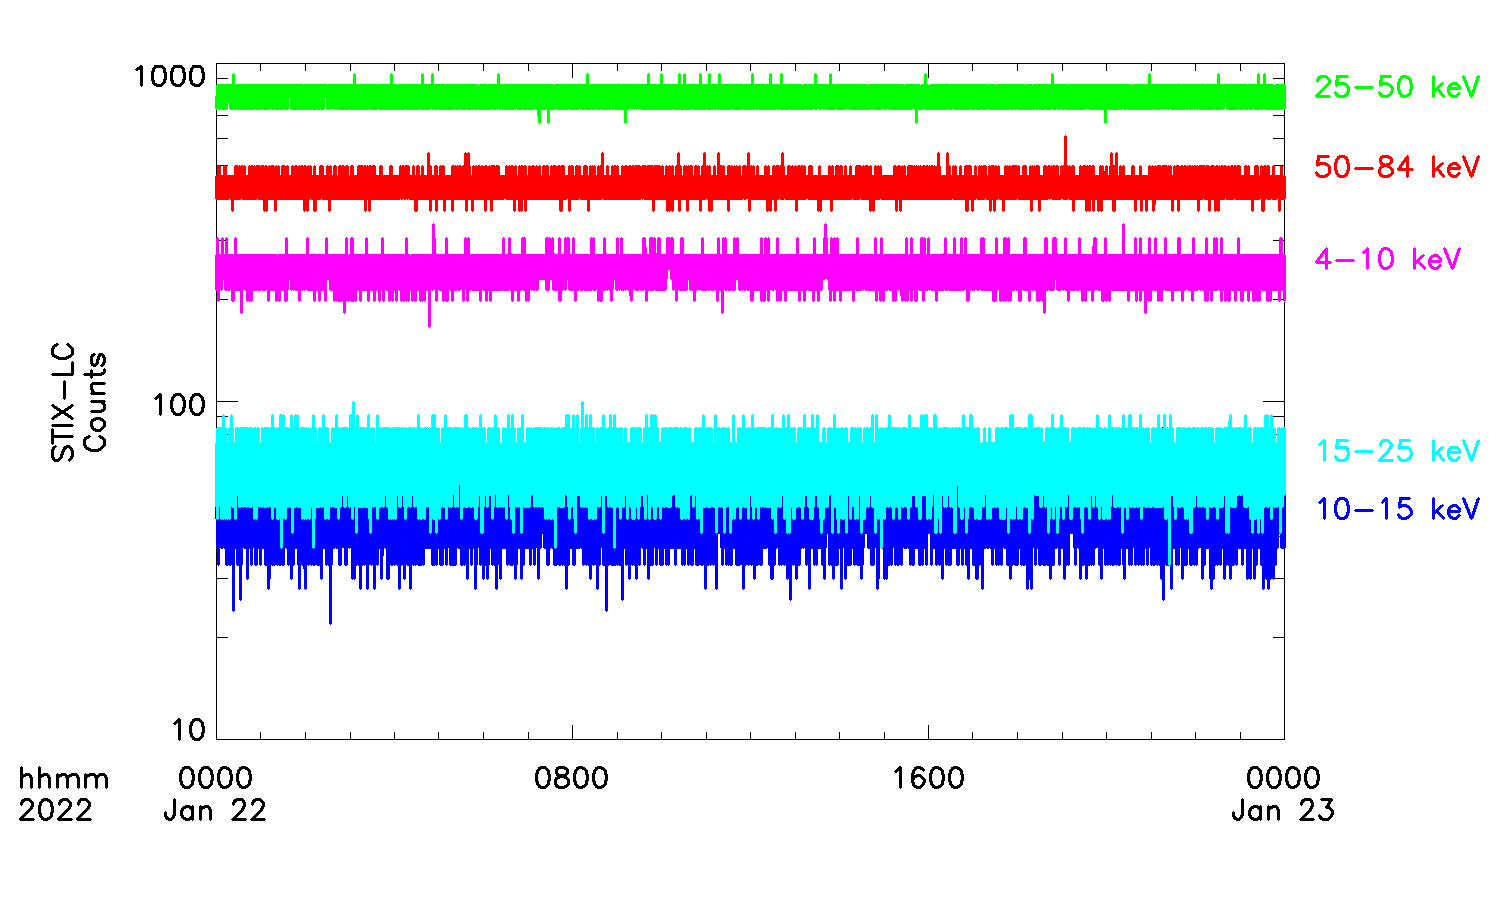 1000
25-50 keV
50-84 keV
4-10 keV
STIX-LC
Counts
100
15-25 keV
10-15 keV
10
hhmm 0000 0800 1600 0000
2022 Jan 22 Jan 23